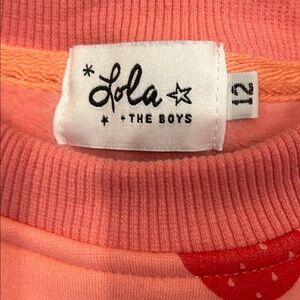 Lola
+ THE BOYS
12